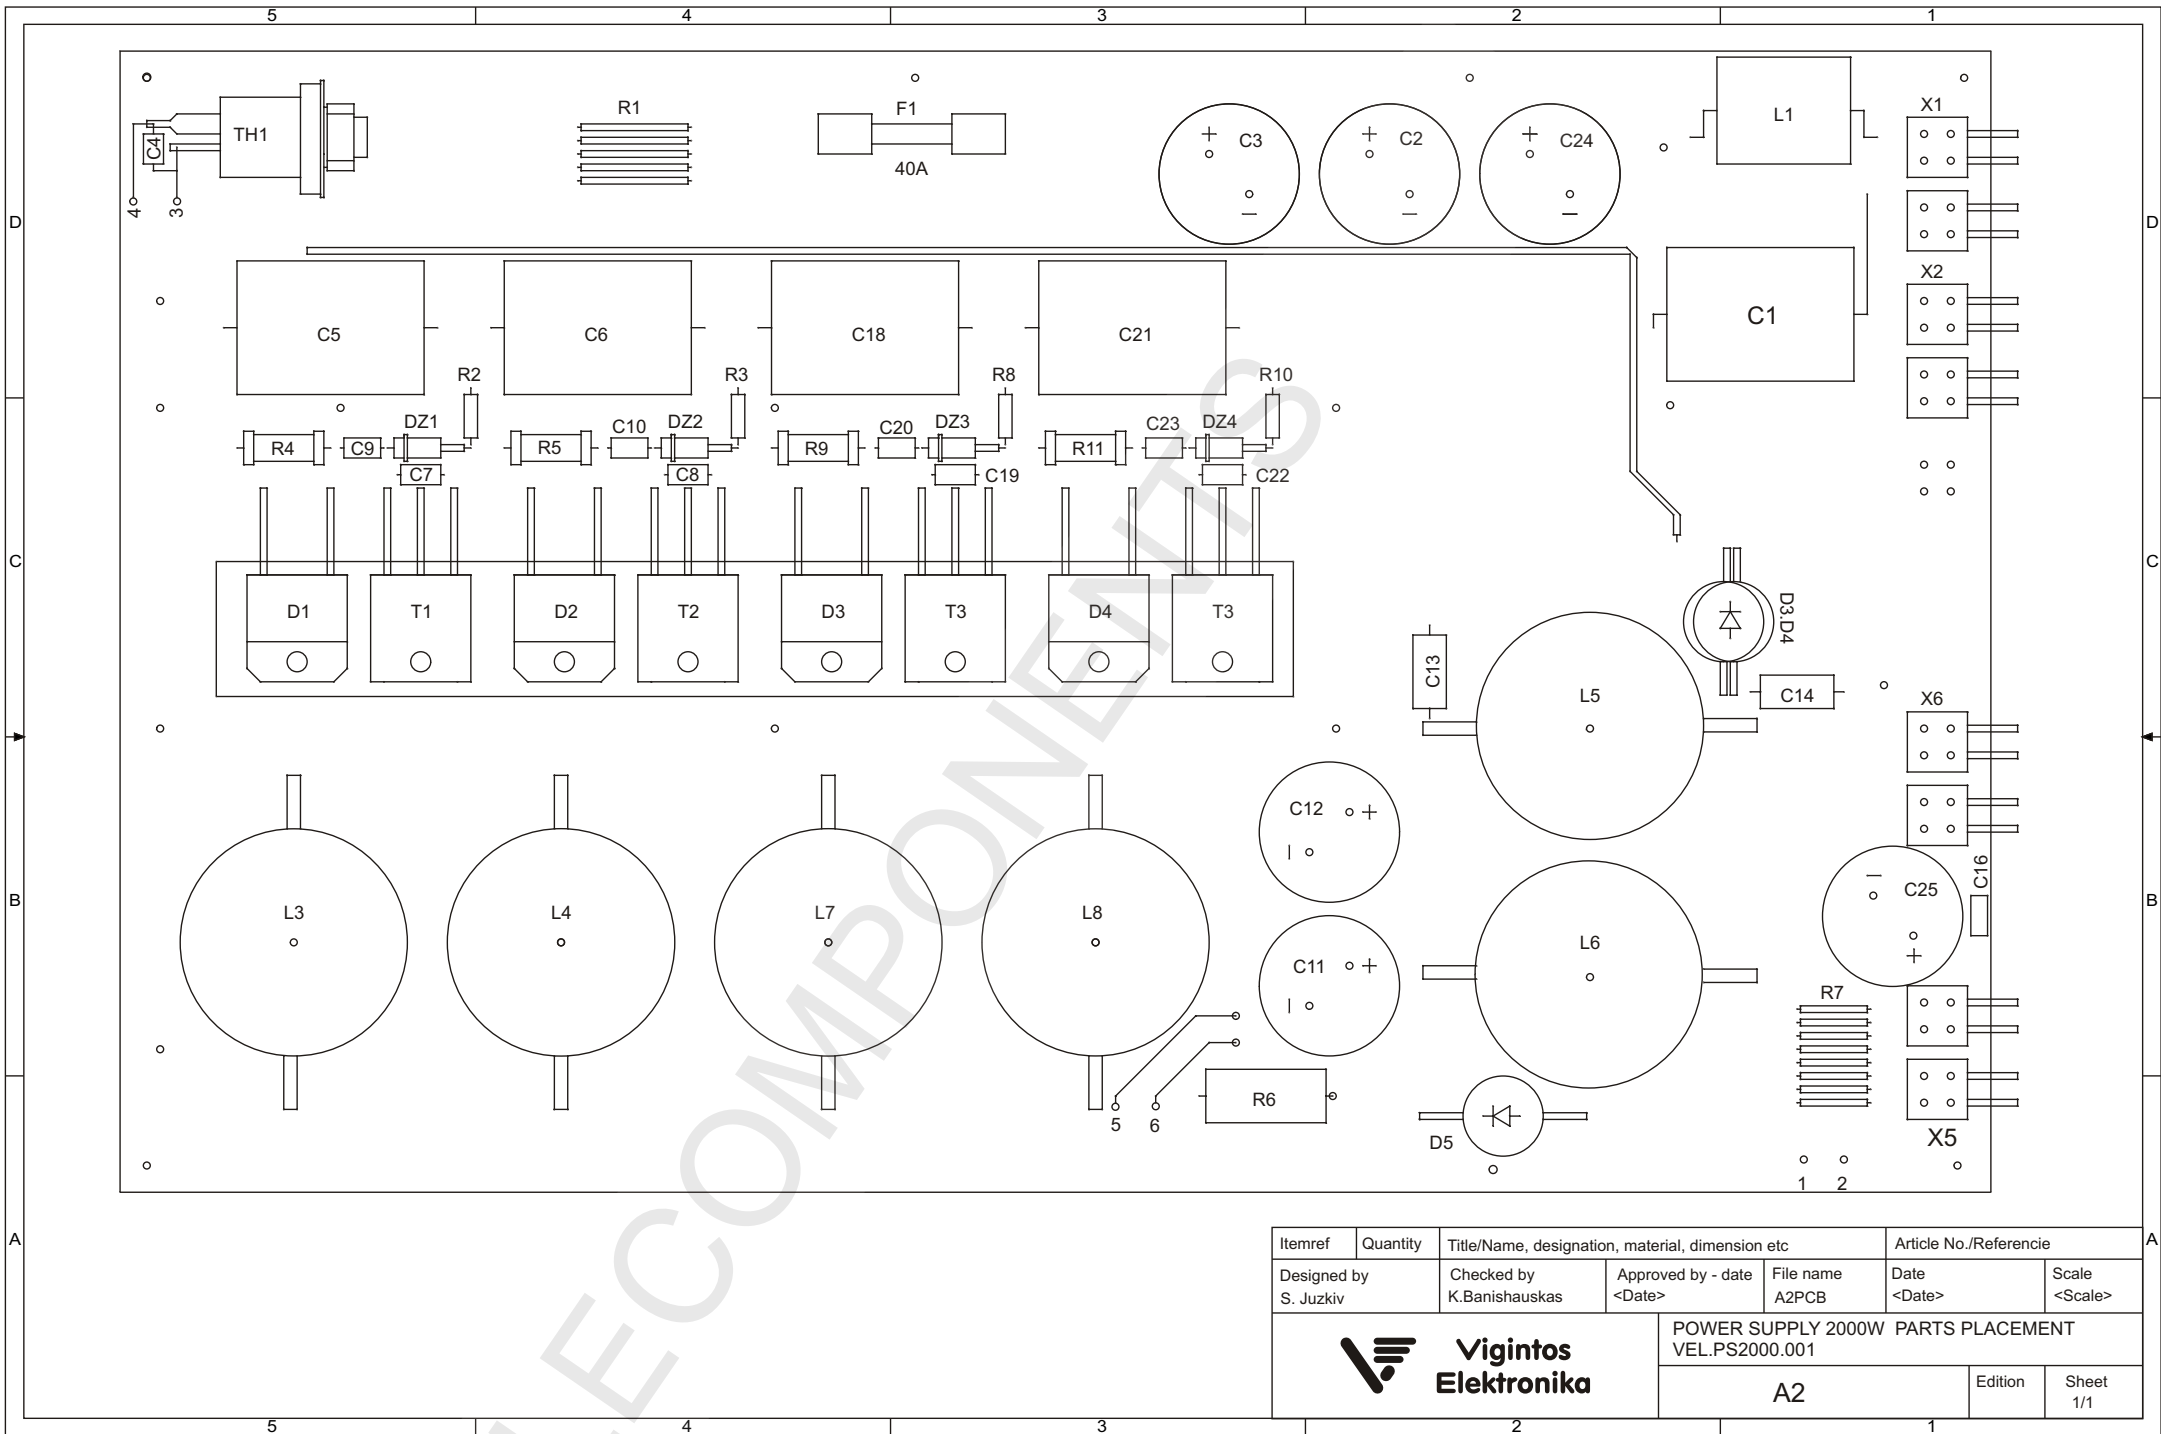 5 4 3 2 1
D
D
R1
F1
L1
X1
TH1
C4
C3
C2
C24
+ + +
40A
4
3
X2
C5
C6
C18
C21
C1
R2
R3
R8
R10
DZ1
C10
DZ2
C20
DZ3
C23
DZ4
R4
C9
R5
R9
R11
C7
C8
C19
C22
C
C
D1
T1
D2
T2
D3
T3
D4
T3
D3.D4
C13
L5
C14
X6
C12
+
B
B
L3
L4
L7
L8
C11
+
L6
C25
+
C16
R7
R6
5
6
D5
X5
1
2
A
A
ECOMPONENTS
Itemref Quantity Title/Name, designation, material, dimension etc Article No./Referencie
Designed by Checked by Approved by - date File name Date Scale
S. Juzkiv K.Banishauskas <Date> A2PCB <Date> <Scale>
Vigintos
Elektronika
POWER SUPPLY 2000W PARTS PLACEMENT
VEL.PS2000.001
A2
Edition
Sheet
1/1
5 4 3 2 1